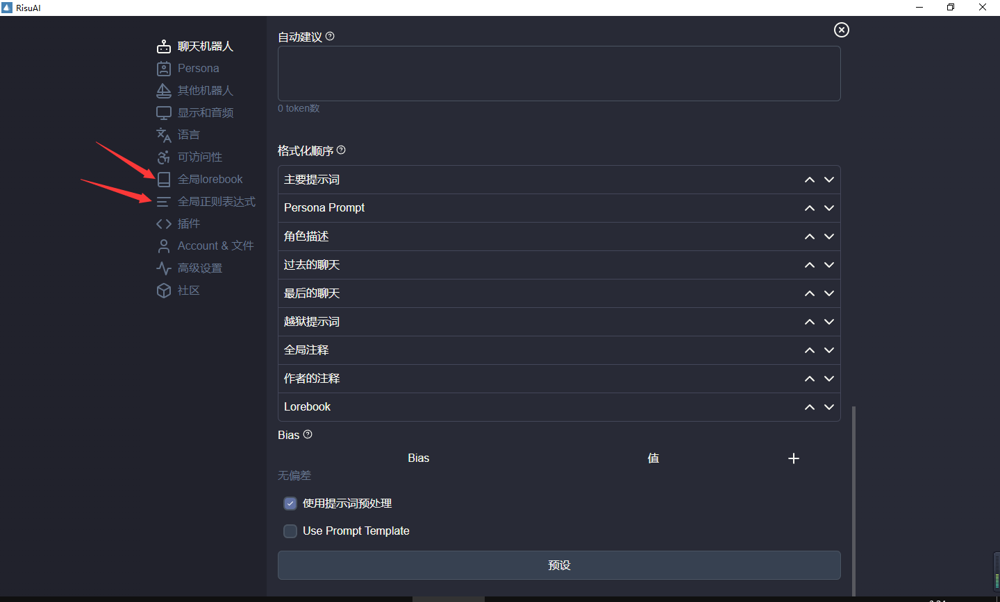 RisuAI
聊天机器人
Persona
其他机器人
显示和音频
语言
可访问性
全局lorebook
全局正则表达式
插件
Account & 文件
高级设置
社区
自动建议
0 token数
格式化顺序
主要提示词
Persona Prompt
角色描述
过去的聊天
最后的聊天
越狱提示词
全局注释
作者的注释
Lorebook
Bias
Bias 值
无偏差
使用提示词预处理
Use Prompt Template
预设